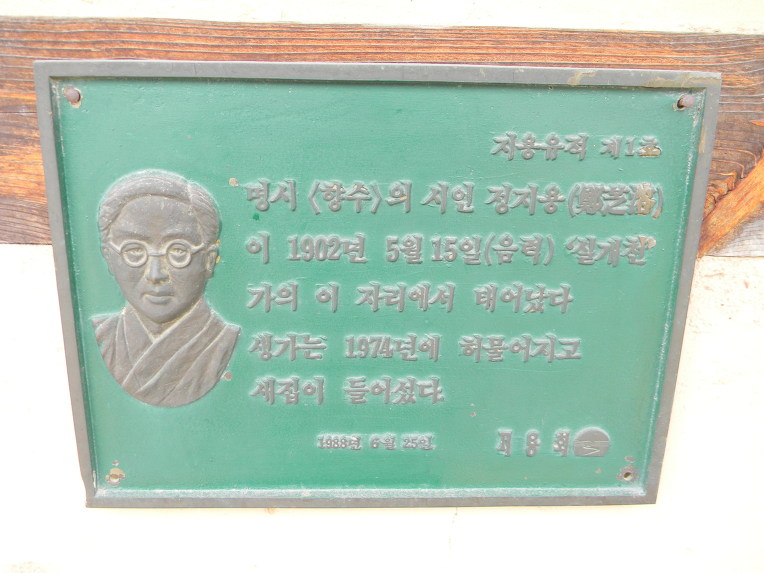 지용유적 제1호
명시 〈향수〉의 시인 정지용(鄭芝溶)
이 1902년 5월 15일(음력) 실개천
가의 이 자리에서 태어났다
생가는 1974년에 허물어지고
새집이 들어섰다
1988년 6월 25일 지용회